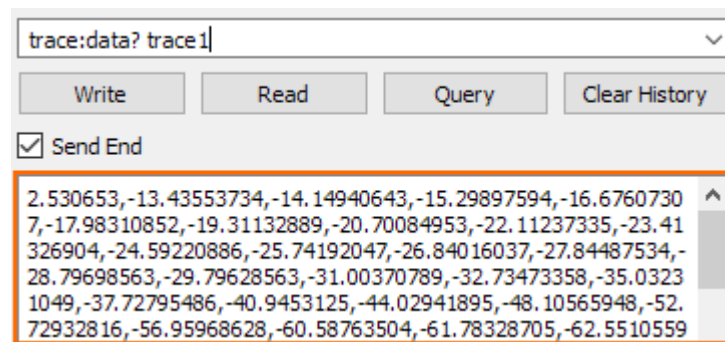 trace:data? trace1
Write Read Query Clear History
Send End
2.530653,-13.43553734,-14.14940643,-15.29897594,-16.6760730
7,-17.98310852,-19.31132889,-20.70084953,-22.11237335,-23.41
326904,-24.59220886,-25.74192047,-26.84016037,-27.84487534,-
28.79698563,-29.79628563,-31.00370789,-32.73473358,-35.0323
1049,-37.72795486,-40.9453125,-44.02941895,-48.10565948,-52.
72932816,-56.95968628,-60.58763504,-61.78328705,-62.5510559